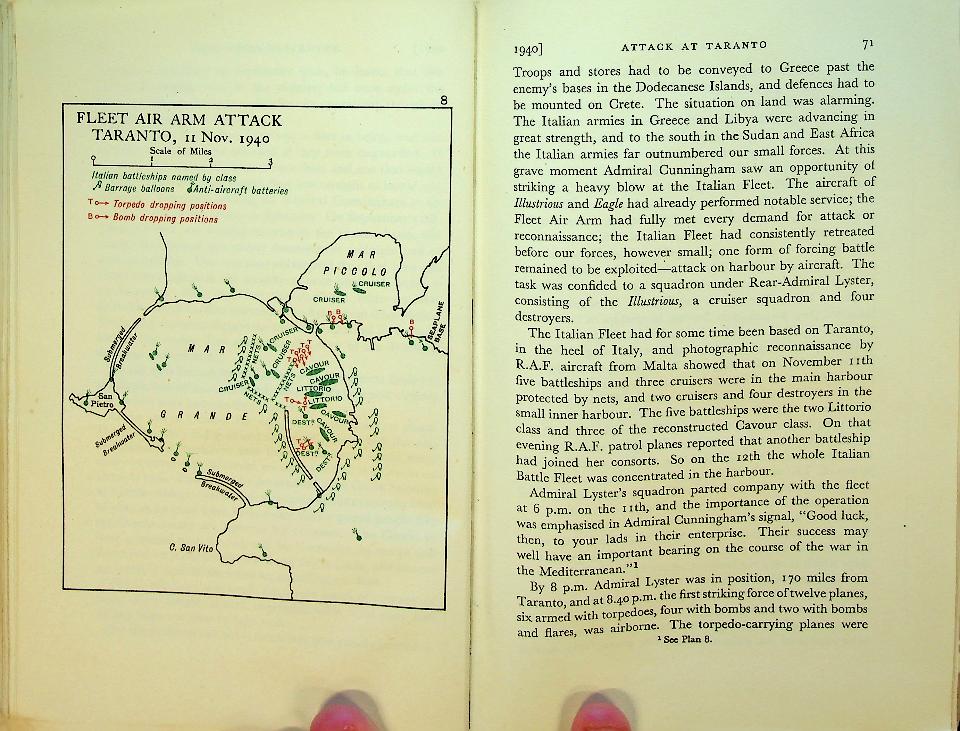 8
FLEET AIR ARM ATTACK
TARANTO, 11 Nov. 1940
Scale of Miles
0 1 2 3
Italian battleships named by class
Barrage balloons Anti-aircraft batteries
T Torpedo dropping positions
B Bomb dropping positions
MAR
PICCOLO
CRUISER
CRUISER
B B
B
SEAPLANE
BASE
Submerged
Breakwater
MAR
GRANDE
CRUISER
CRUISER
CRUISER
NETS
NETS
NETS
CAVOUR
CAVOUR
LITTORIO
LITTORIO
CAVOUR
CAVOUR
DESTRS
DESTRS
DESTRS
San
Pietro
Submerged
Breakwater
Submerged
Breakwater
C. San Vito
1940] ATTACK AT TARANTO 71
Troops and stores had to be conveyed to Greece past the
enemy's bases in the Dodecanese Islands, and defences had to
be mounted on Crete. The situation on land was alarming.
The Italian armies in Greece and Libya were advancing in
great strength, and to the south in the Sudan and East Africa
the Italian armies far outnumbered our small forces. At this
grave moment Admiral Cunningham saw an opportunity of
striking a heavy blow at the Italian Fleet. The aircraft of
Illustrious and Eagle had already performed notable service; the
Fleet Air Arm had fully met every demand for attack or
reconnaissance; the Italian Fleet had consistently retreated
before our forces, however small; one form of forcing battle
remained to be exploited—attack on harbour by aircraft. The
task was confided to a squadron under Rear-Admiral Lyster,
consisting of the Illustrious, a cruiser squadron and four
destroyers.
The Italian Fleet had for some time been based on Taranto,
in the heel of Italy, and photographic reconnaissance by
R.A.F. aircraft from Malta showed that on November 11th
five battleships and three cruisers were in the main harbour
protected by nets, and two cruisers and four destroyers in the
small inner harbour. The five battleships were the two Littorio
class and three of the reconstructed Cavour class. On that
evening R.A.F. patrol planes reported that another battleship
had joined her consorts. So on the 12th the whole Italian
Battle Fleet was concentrated in the harbour.
Admiral Lyster's squadron parted company with the fleet
at 6 p.m. on the 11th, and the importance of the operation
was emphasised in Admiral Cunningham's signal, "Good luck,
then, to your lads in their enterprise. Their success may
well have an important bearing on the course of the war in
the Mediterranean."1
By 8 p.m. Admiral Lyster was in position, 170 miles from
Taranto, and at 8.40 p.m. the first striking force of twelve planes,
six armed with torpedoes, four with bombs and two with bombs
and flares, was airborne. The torpedo-carrying planes were
1 See Plan 8.